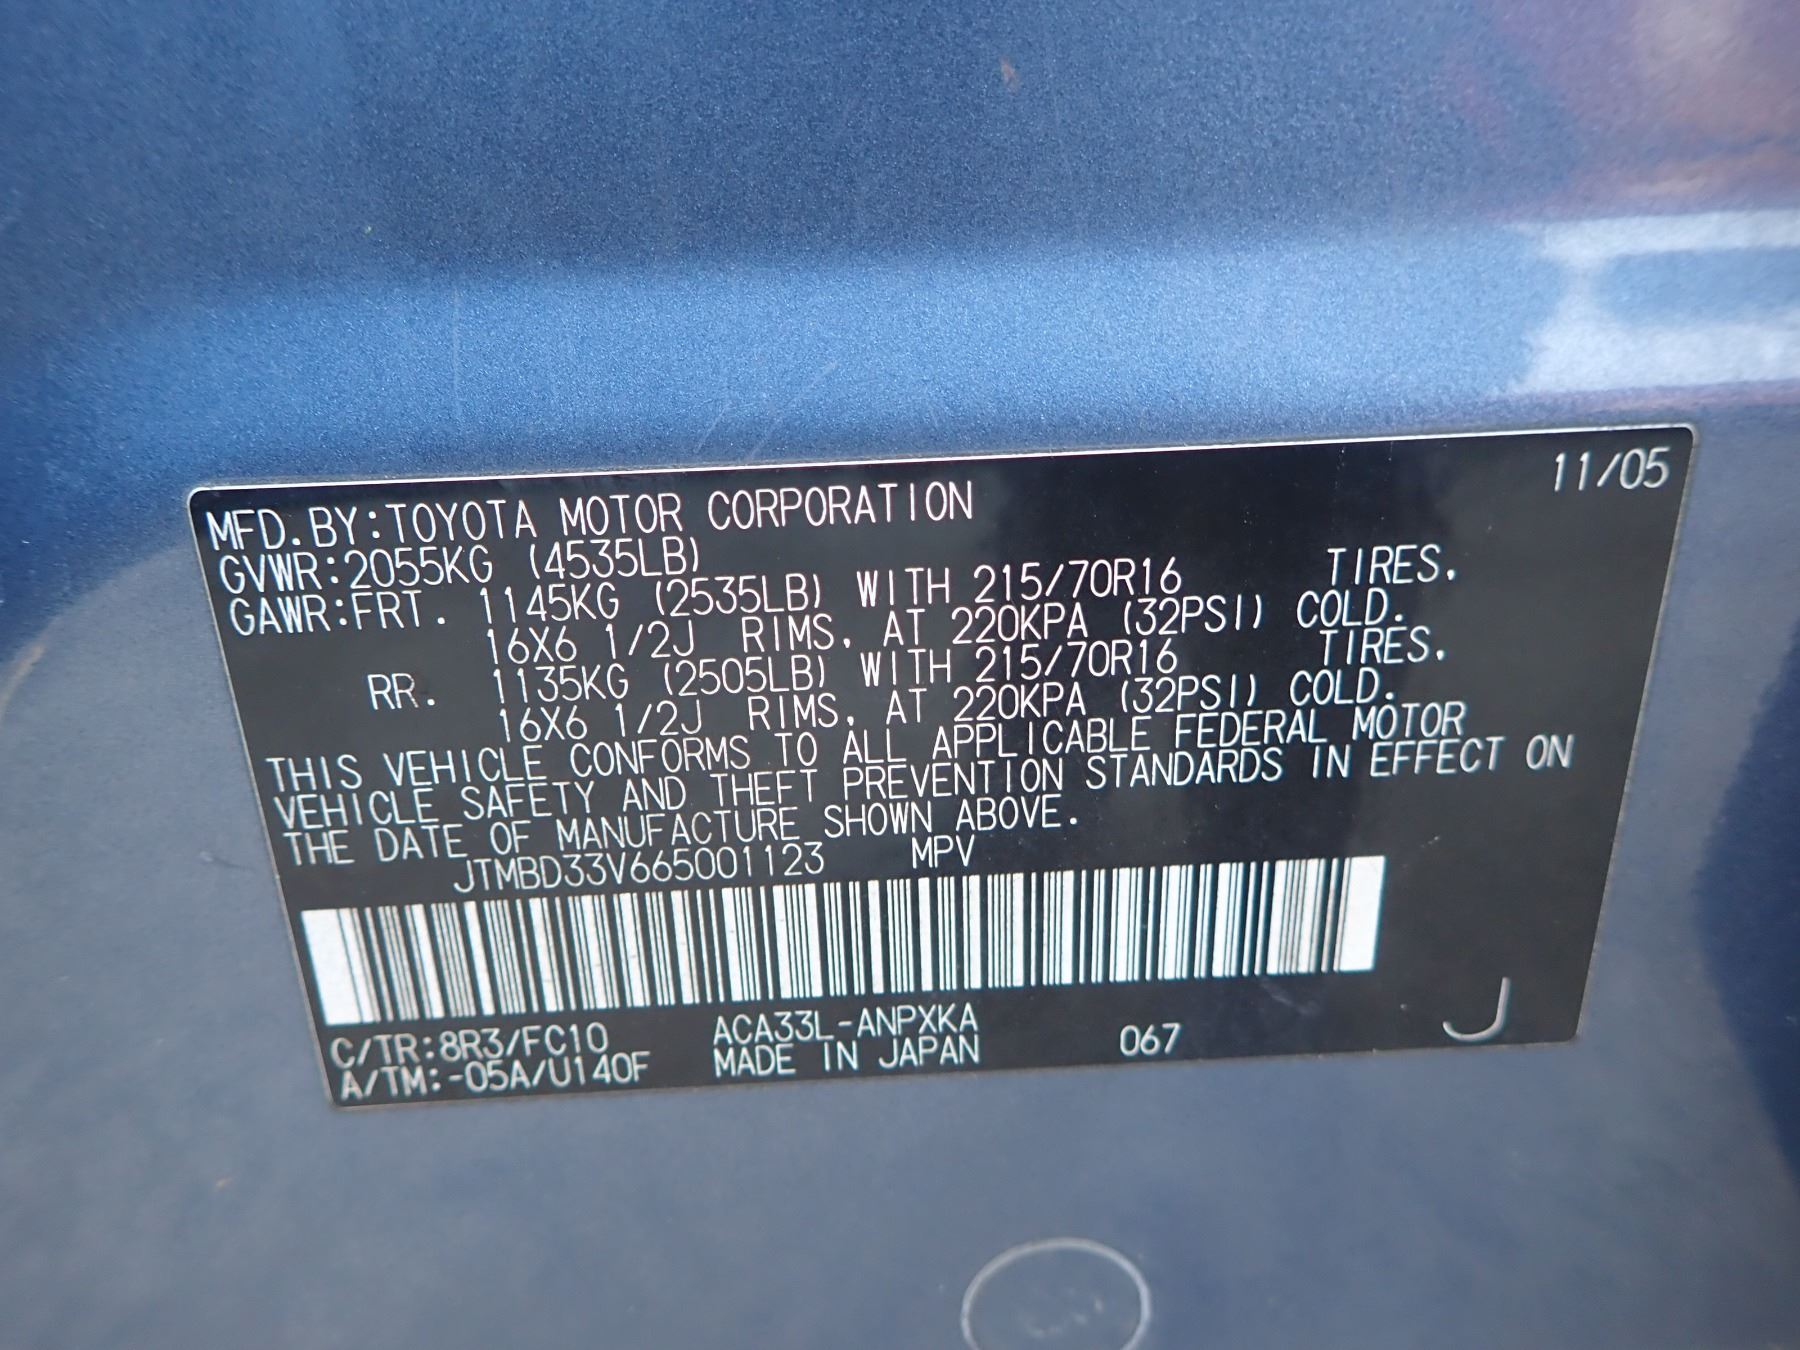 11/05
MFD.BY:TOYOTA MOTOR CORPORATION
GVWR:2055KG (4535LB)
GAWR:FRT. 1145KG (2535LB) WITH 215/70R16 TIRES.
16X6 1/2J RIMS, AT 220KPA (32PSI) COLD.
RR. 1135KG (2505LB) WITH 215/70R16 TIRES.
16X6 1/2J RIMS, AT 220KPA (32PSI) COLD.
THIS VEHICLE CONFORMS TO ALL APPLICABLE FEDERAL MOTOR
VEHICLE SAFETY AND THEFT PREVENTION STANDARDS IN EFFECT ON
THE DATE OF MANUFACTURE SHOWN ABOVE.
JTMBD33V665001123 MPV
C/TR:8R3/FC10 ACA33L-ANPXKA
A/TM:-05A/U140F MADE IN JAPAN 067 J